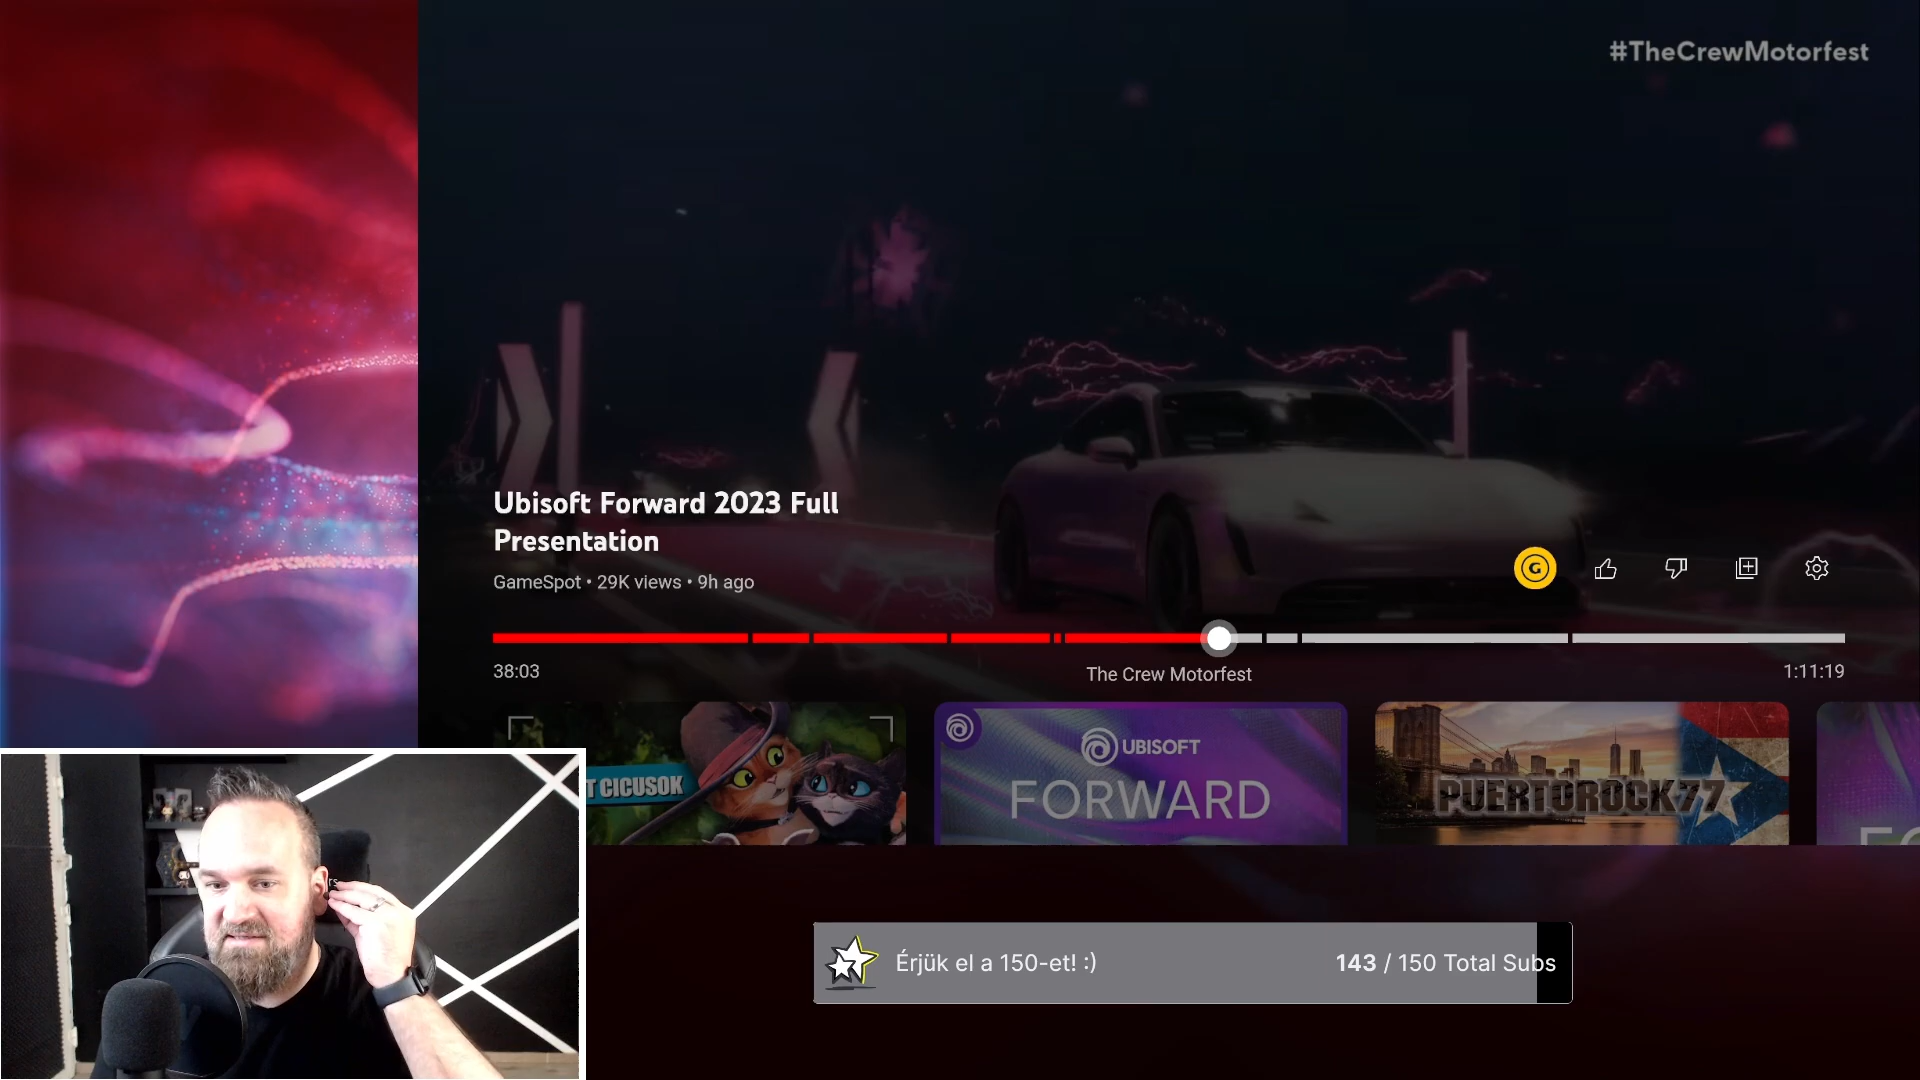 #TheCrewMotorfest
Ubisoft Forward 2023 Full
Presentation
GameSpot • 29K views • 9h ago
G
38:03
The Crew Motorfest
1:11:19
T CICUSOK
UBISOFT
FORWARD
PUERTOROCK77
Érjük el a 150-et! :)
143 / 150 Total Subs